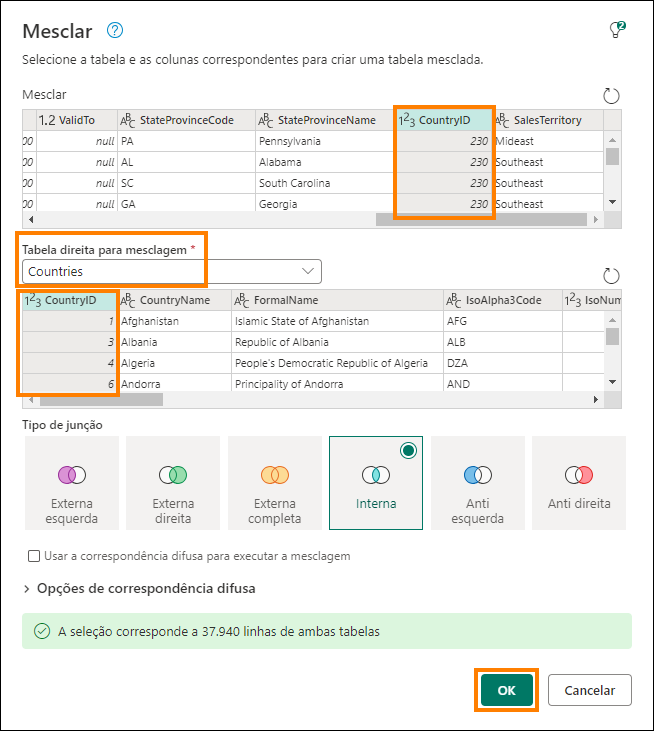 Mesclar
2
Selecione a tabela e as colunas correspondentes para criar uma tabela mesclada.
Mesclar
1.2 ValidTo ABC StateProvinceCode ABC StateProvinceName 123 CountryID ABC SalesTerritory
00 null PA Pennsylvania 230 Mideast
00 null AL Alabama 230 Southeast
00 null SC South Carolina 230 Southeast
00 null GA Georgia 230 Southeast
Tabela direita para mesclagem *
Countries
123 CountryID ABC CountryName ABC FormalName ABC IsoAlpha3Code 123 IsoNum
1 Afghanistan Islamic State of Afghanistan AFG
3 Albania Republic of Albania ALB
4 Algeria People's Democratic Republic of Algeria DZA
6 Andorra Principality of Andorra AND
Tipo de junção
Externa esquerda
Externa direita
Externa completa
Interna
Anti esquerda
Anti direita
Usar a correspondência difusa para executar a mesclagem
Opções de correspondência difusa
A seleção corresponde a 37.940 linhas de ambas tabelas
OK Cancelar